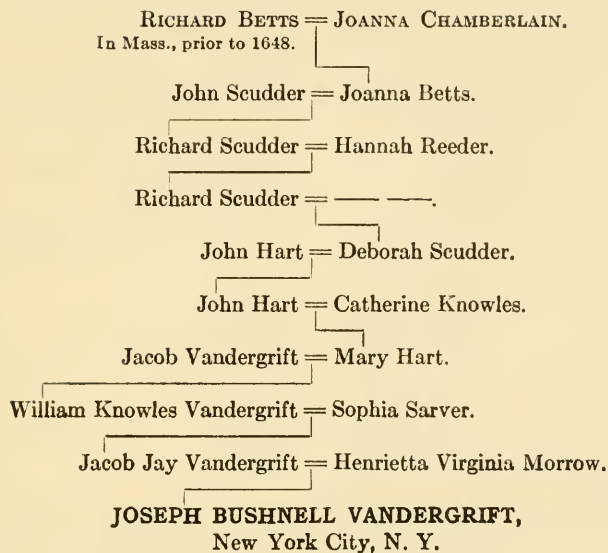 RICHARD BETTS = JOANNA CHAMBERLAIN.
In Mass., prior to 1648.
John Scudder = Joanna Betts.
Richard Scudder = Hannah Reeder.
Richard Scudder = — —.
John Hart = Deborah Scudder.
John Hart = Catherine Knowles.
Jacob Vandergrift = Mary Hart.
William Knowles Vandergrift = Sophia Sarver.
Jacob Jay Vandergrift = Henrietta Virginia Morrow.
JOSEPH BUSHNELL VANDERGRIFT,
New York City, N. Y.